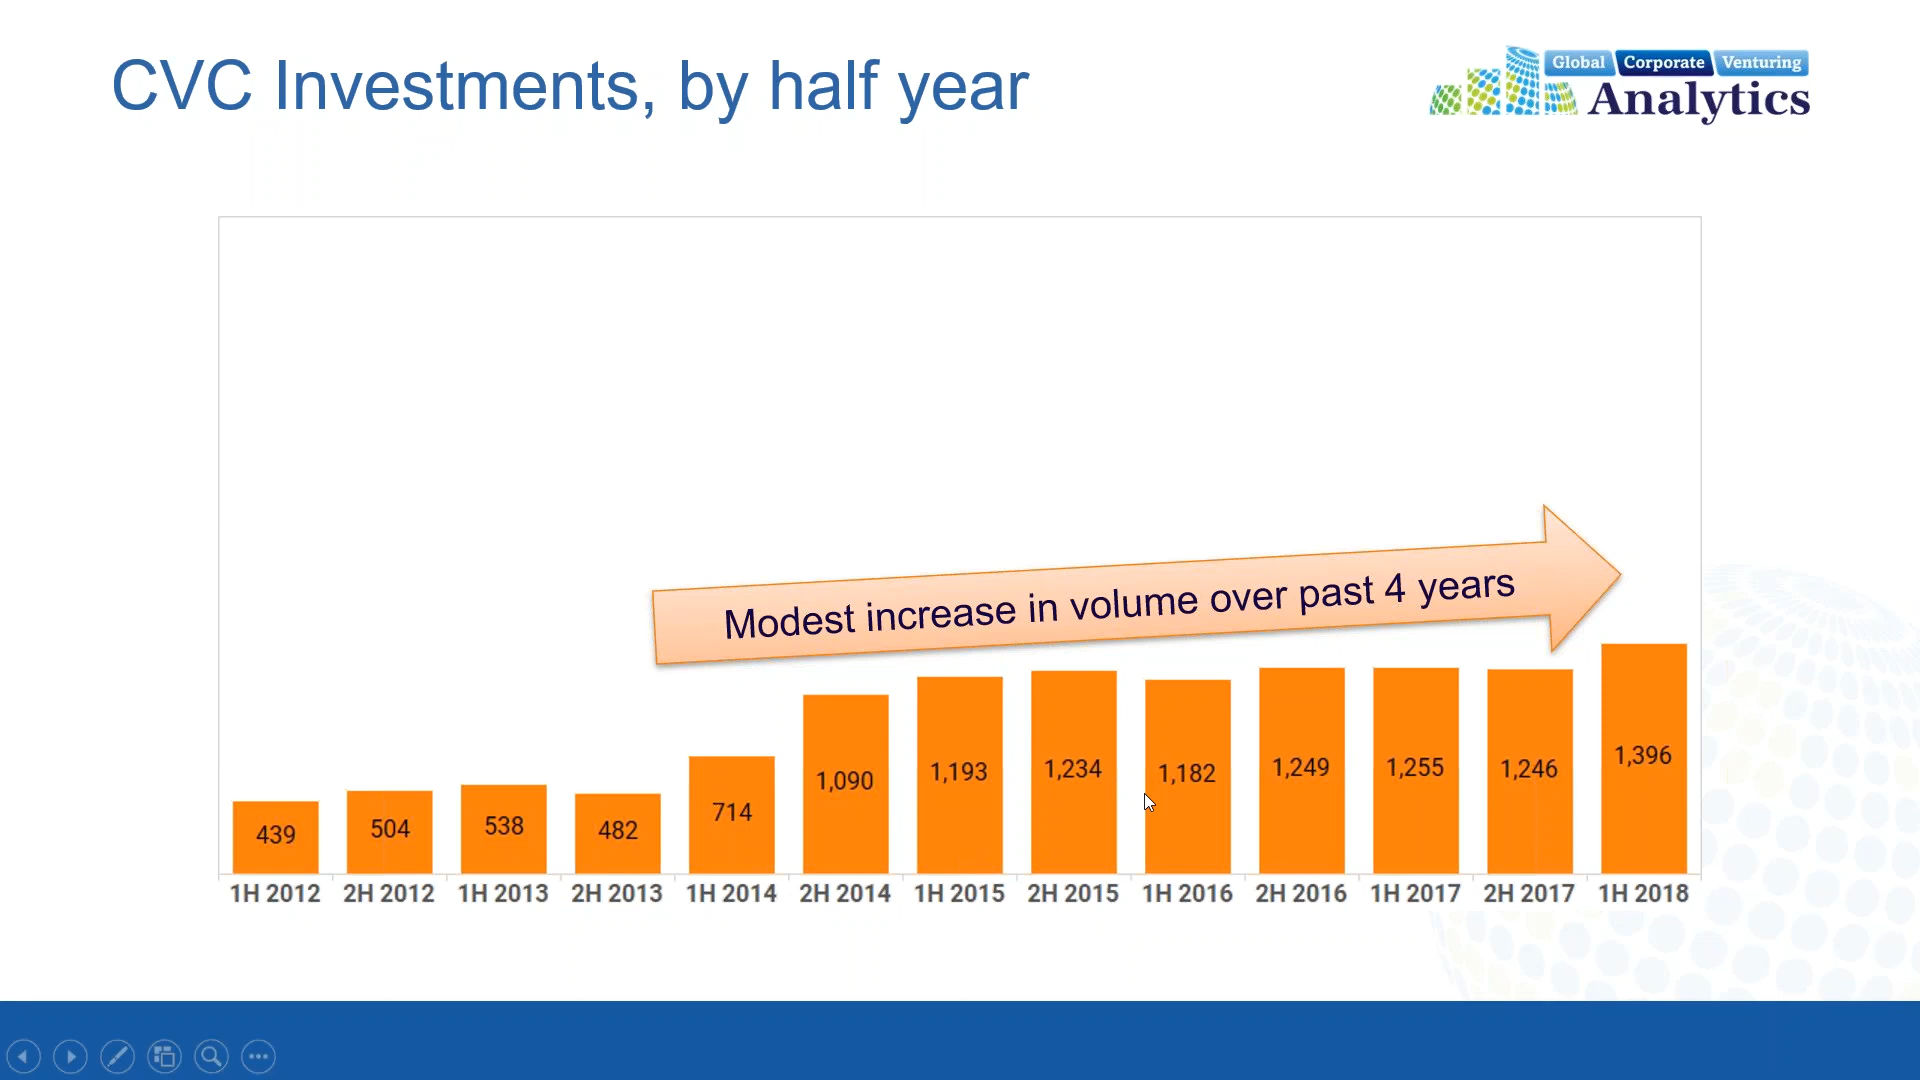 CVC Investments, by half year
Global Corporate Venturing
Analytics
Modest increase in volume over past 4 years
439 504 538 482 714 1,090 1,193 1,234 1,182 1,249 1,255 1,246 1,396
1H 2012 2H 2012 1H 2013 2H 2013 1H 2014 2H 2014 1H 2015 2H 2015 1H 2016 2H 2016 1H 2017 2H 2017 1H 2018